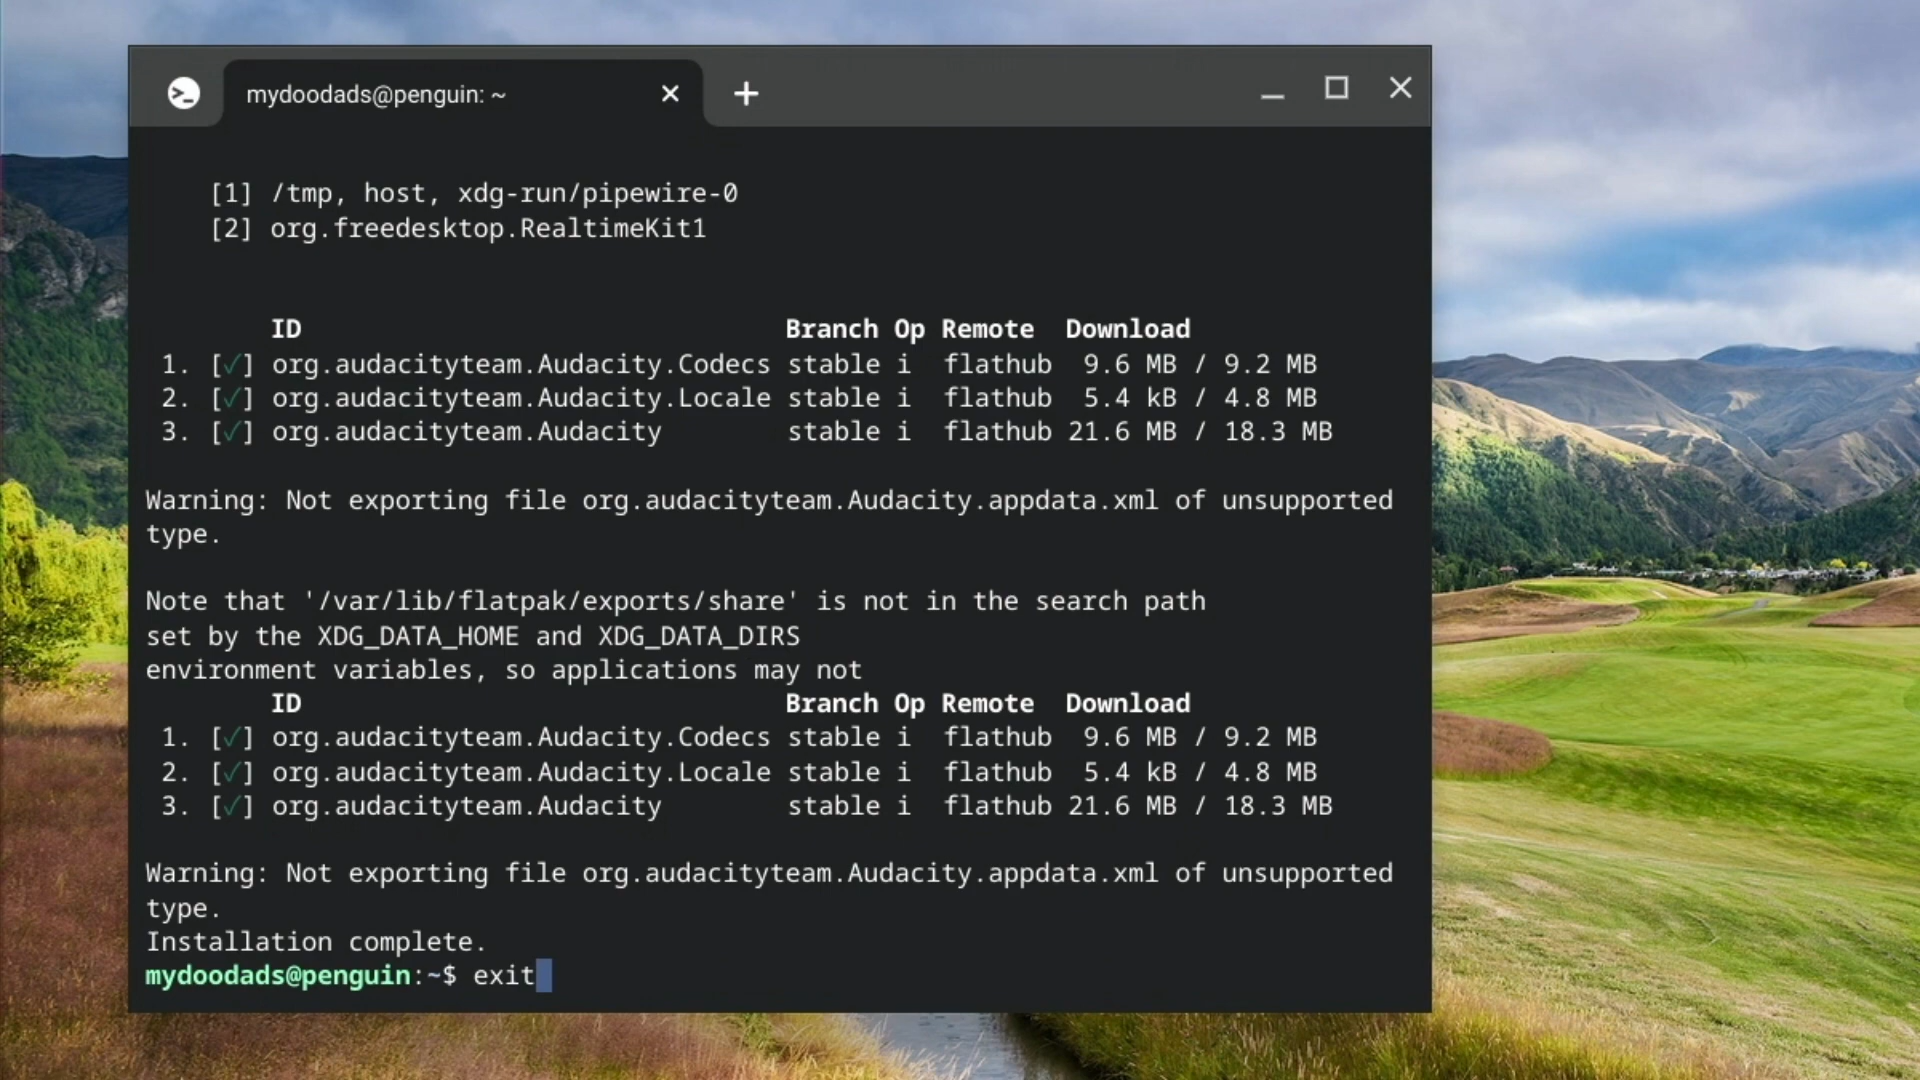 mydoodads@penguin: ~
[1] /tmp, host, xdg-run/pipewire-0
[2] org.freedesktop.RealtimeKit1
ID Branch Op Remote Download
1. [✓] org.audacityteam.Audacity.Codecs stable i flathub 9.6 MB / 9.2 MB
2. [✓] org.audacityteam.Audacity.Locale stable i flathub 5.4 kB / 4.8 MB
3. [✓] org.audacityteam.Audacity stable i flathub 21.6 MB / 18.3 MB
Warning: Not exporting file org.audacityteam.Audacity.appdata.xml of unsupported
type.
Note that '/var/lib/flatpak/exports/share' is not in the search path
set by the XDG_DATA_HOME and XDG_DATA_DIRS
environment variables, so applications may not
ID Branch Op Remote Download
1. [✓] org.audacityteam.Audacity.Codecs stable i flathub 9.6 MB / 9.2 MB
2. [✓] org.audacityteam.Audacity.Locale stable i flathub 5.4 kB / 4.8 MB
3. [✓] org.audacityteam.Audacity stable i flathub 21.6 MB / 18.3 MB
Warning: Not exporting file org.audacityteam.Audacity.appdata.xml of unsupported
type.
Installation complete.
mydoodads@penguin:~$ exit